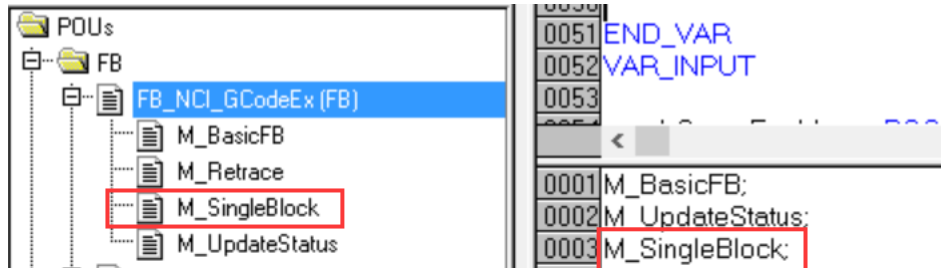 POUs
FB
FB_NCI_GCodeEx (FB)
M_BasicFB
M_Retrace
M_SingleBlock
M_UpdateStatus
0051 END_VAR
0052 VAR_INPUT
0053
0001 M_BasicFB;
0002 M_UpdateStatus;
0003 M_SingleBlock;